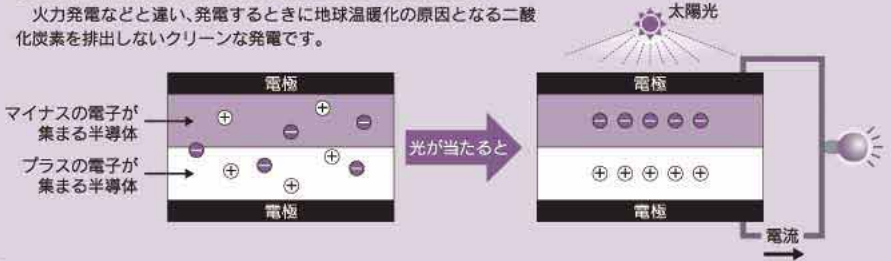 火力発電などと違い、発電するときに地球温暖化の原因となる二酸
化炭素を排出しないクリーンな発電です。
太陽光
電極
マイナスの電子が
集まる半導体
プラスの電子が
集まる半導体
電極
光が当たると
電極
電極
電流